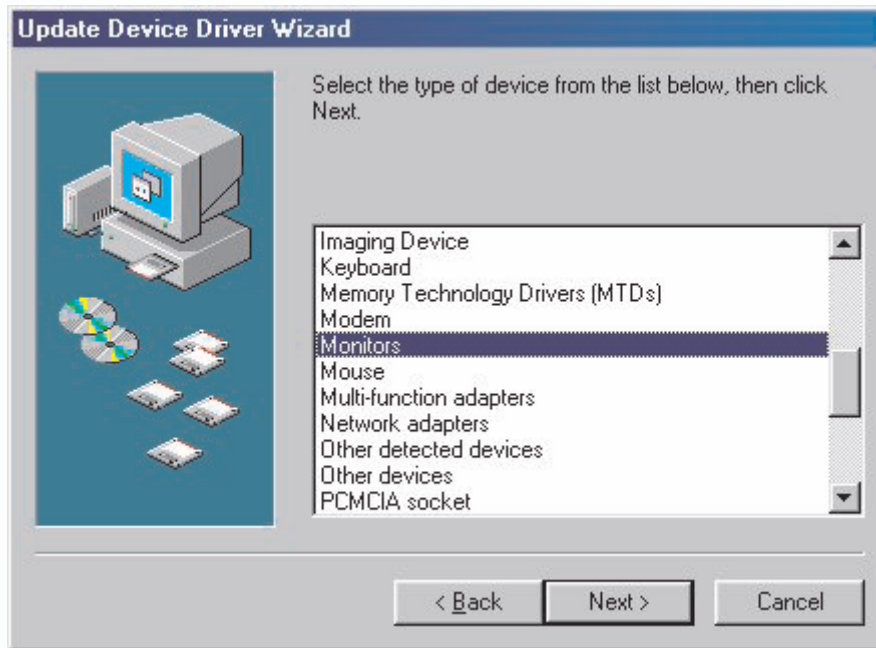 Update Device Driver Wizard
Select the type of device from the list below, then click
Next.
Imaging Device
Keyboard
Memory Technology Drivers (MTDs)
Modem
Monitors
Mouse
Multi-function adapters
Network adapters
Other detected devices
Other devices
PCMCIA socket
< Back Next > Cancel